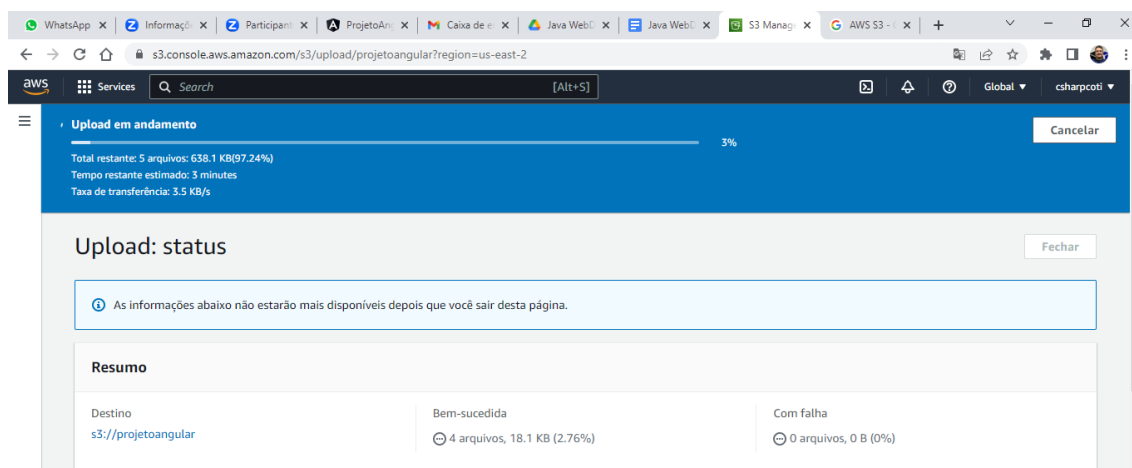 WhatsApp
Informaçõ
Participant
ProjetoAng
Caixa de e
Java WebD
Java WebD
S3 Manag
AWS S3 -
s3.console.aws.amazon.com/s3/upload/projetoangular?region=us-east-2
aws Services Search [Alt+S] Global csharpcoti
Upload em andamento Cancelar
3%
Total restante: 5 arquivos: 638.1 KB(97.24%)
Tempo restante estimado: 3 minutes
Taxa de transferência: 3.5 KB/s
Upload: status Fechar
As informações abaixo não estarão mais disponíveis depois que você sair desta página.
Resumo
Destino Bem-sucedida Com falha
s3://projetoangular 4 arquivos, 18.1 KB (2.76%) 0 arquivos, 0 B (0%)